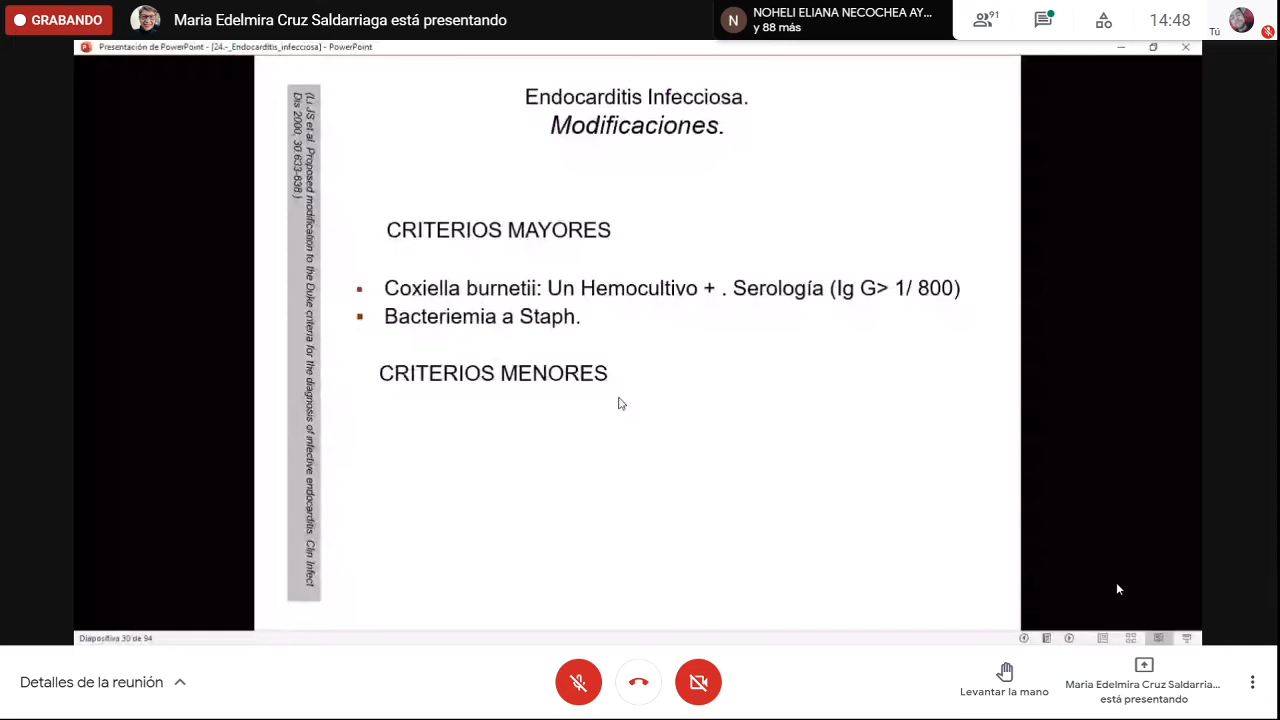 GRABANDO
Maria Edelmira Cruz Saldarriaga está presentando
N
NOHELI ELIANA NECOCHEA AY...
y 88 más
91
14:48
Tú
Presentación de PowerPoint - [24.-_Endocarditis_infecciosa] - PowerPoint
Endocarditis Infecciosa.
Modificaciones.
(Li JS et al. Proposed modification to the Duke criteria for the diagnosis of infective endocarditis. Clin Infect
Dis 2000; 30:633-638.)
CRITERIOS MAYORES
▪ Coxiella burnetii: Un Hemocultivo + . Serología (Ig G> 1/ 800)
▪ Bacteriemia a Staph.
CRITERIOS MENORES
Diapositiva 30 de 94
Detalles de la reunión
Levantar la mano
Maria Edelmira Cruz Saldarria...
está presentando